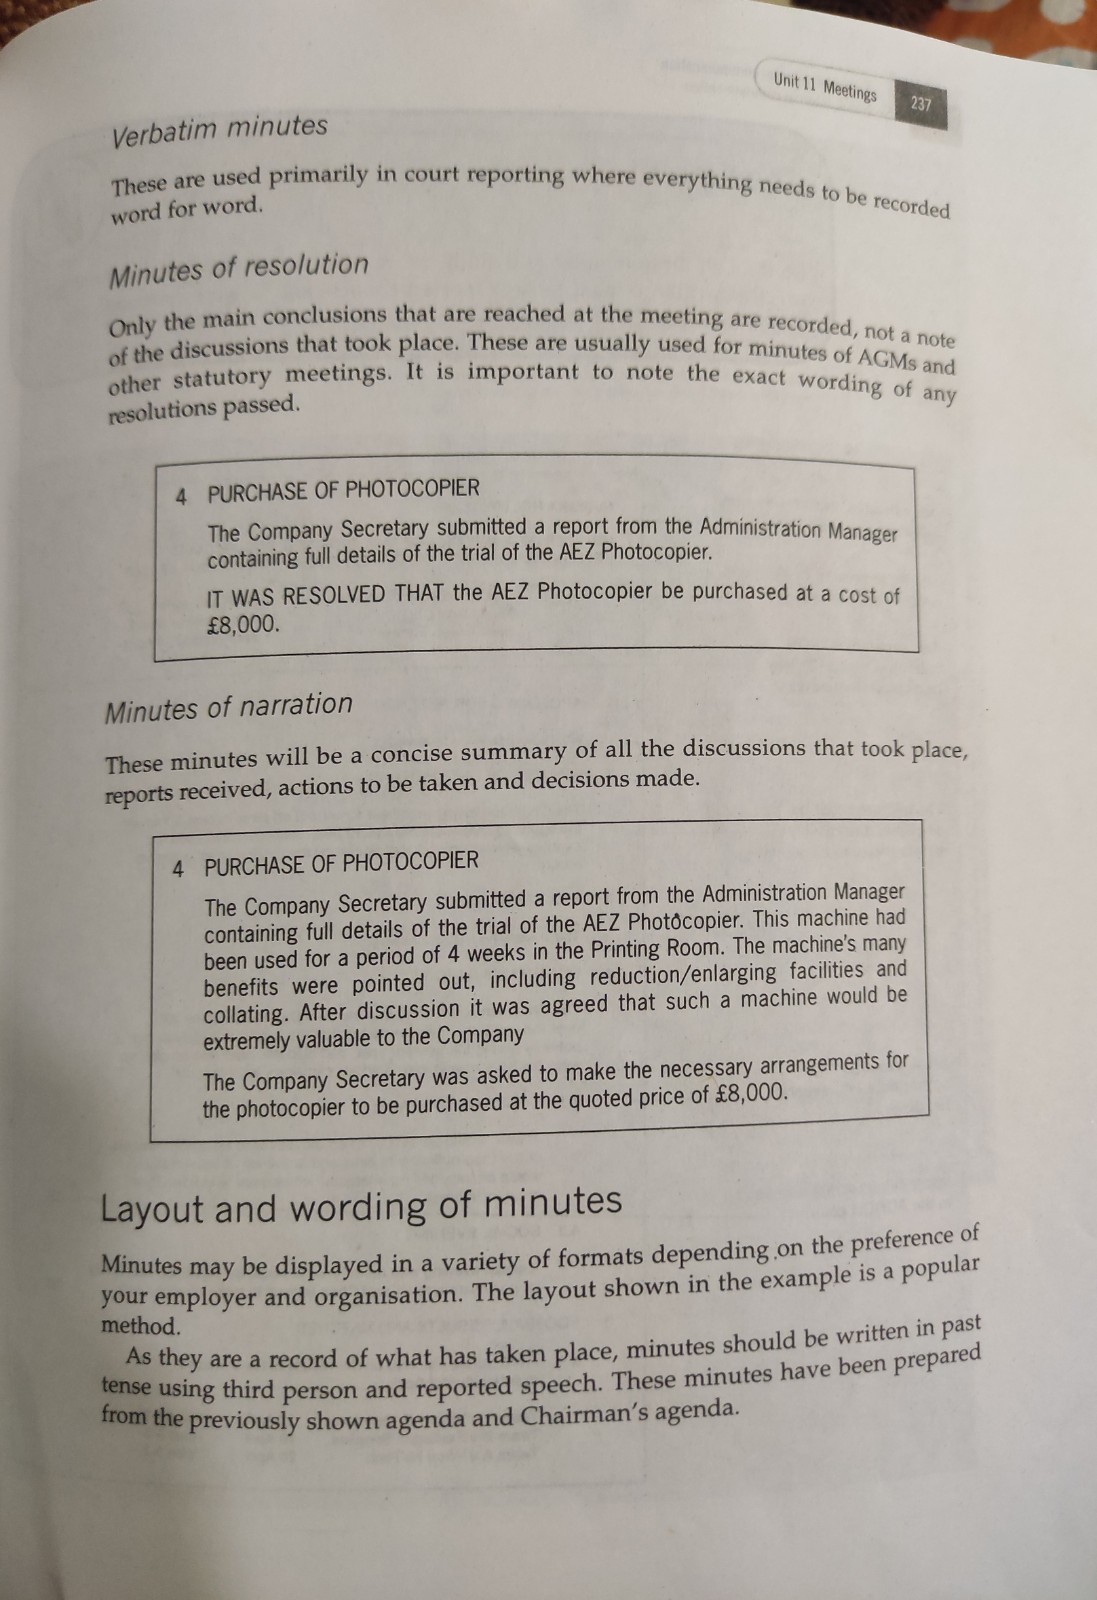 Unit 11 Meetings 237
Verbatim minutes
These are used primarily in court reporting where everything needs to be recorded
word for word.
Minutes of resolution
Only the main conclusions that are reached at the meeting are recorded, not a note
of the discussions that took place. These are usually used for minutes of AGMs and
other statutory meetings. It is important to note the exact wording of any
resolutions passed.
4 PURCHASE OF PHOTOCOPIER
The Company Secretary submitted a report from the Administration Manager
containing full details of the trial of the AEZ Photocopier.
IT WAS RESOLVED THAT the AEZ Photocopier be purchased at a cost of
£8,000.
Minutes of narration
These minutes will be a concise summary of all the discussions that took place,
reports received, actions to be taken and decisions made.
4 PURCHASE OF PHOTOCOPIER
The Company Secretary submitted a report from the Administration Manager
containing full details of the trial of the AEZ Photocopier. This machine had
been used for a period of 4 weeks in the Printing Room. The machine's many
benefits were pointed out, including reduction/enlarging facilities and
collating. After discussion it was agreed that such a machine would be
extremely valuable to the Company
The Company Secretary was asked to make the necessary arrangements for
the photocopier to be purchased at the quoted price of £8,000.
Layout and wording of minutes
Minutes may be displayed in a variety of formats depending on the preference of
your employer and organisation. The layout shown in the example is a popular
method.
As they are a record of what has taken place, minutes should be written in past
tense using third person and reported speech. These minutes have been prepared
from the previously shown agenda and Chairman's agenda.